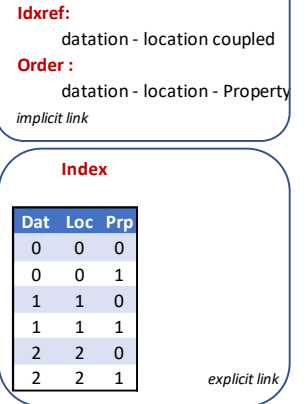 Idxref:
datation - location coupled
Order :
datation - location - Property
implicit link
Index
Dat Loc Prp
0 0 0
0 0 1
1 1 0
1 1 1
2 2 0
2 2 1
explicit link